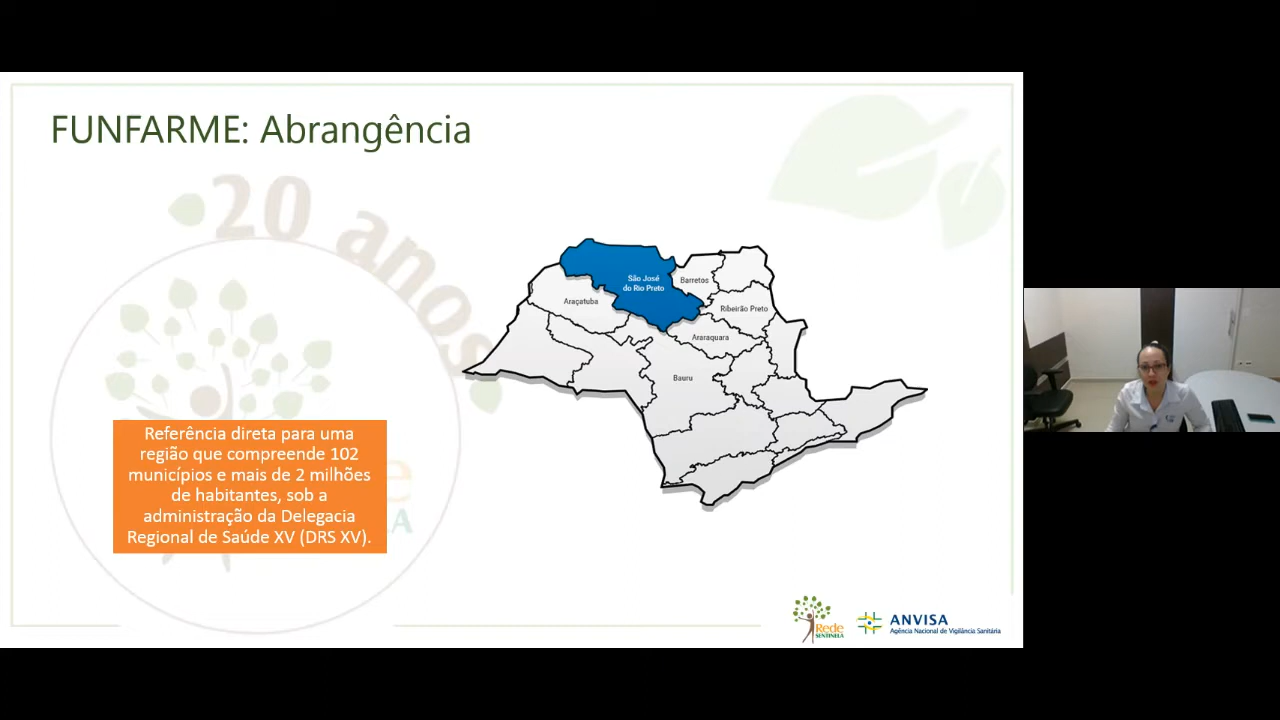 FUNFARME: Abrangência
20 anos
São José
do Rio Preto
Barretos
Araçatuba
Ribeirão Preto
Araraquara
Bauru
Referência direta para uma
região que compreende 102
municípios e mais de 2 milhões
de habitantes, sob a
administração da Delegacia
Regional de Saúde XV (DRS XV).
Rede
SENTINELA
ANVISA
Agência Nacional de Vigilância Sanitária